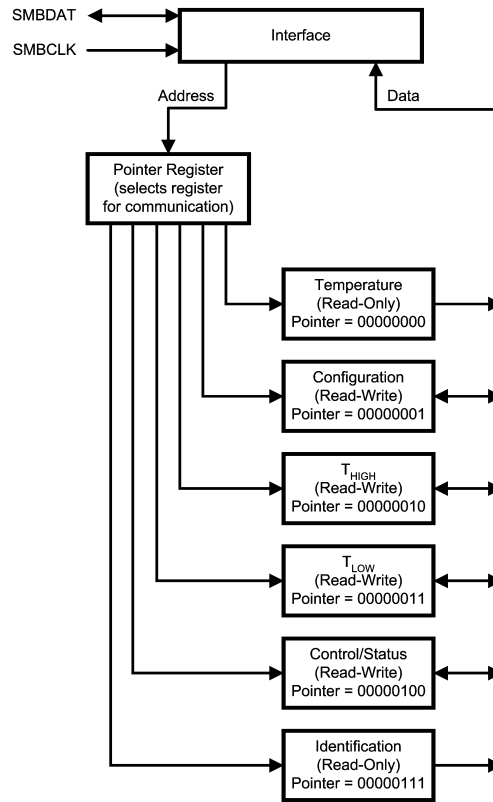 SMBDAT
SMBCLK
Interface
Address
Data
Pointer Register
(selects register
for communication)
Temperature
(Read-Only)
Pointer = 00000000
Configuration
(Read-Write)
Pointer = 00000001
THIGH
(Read-Write)
Pointer = 00000010
TLOW
(Read-Write)
Pointer = 00000011
Control/Status
(Read-Write)
Pointer = 00000100
Identification
(Read-Only)
Pointer = 00000111